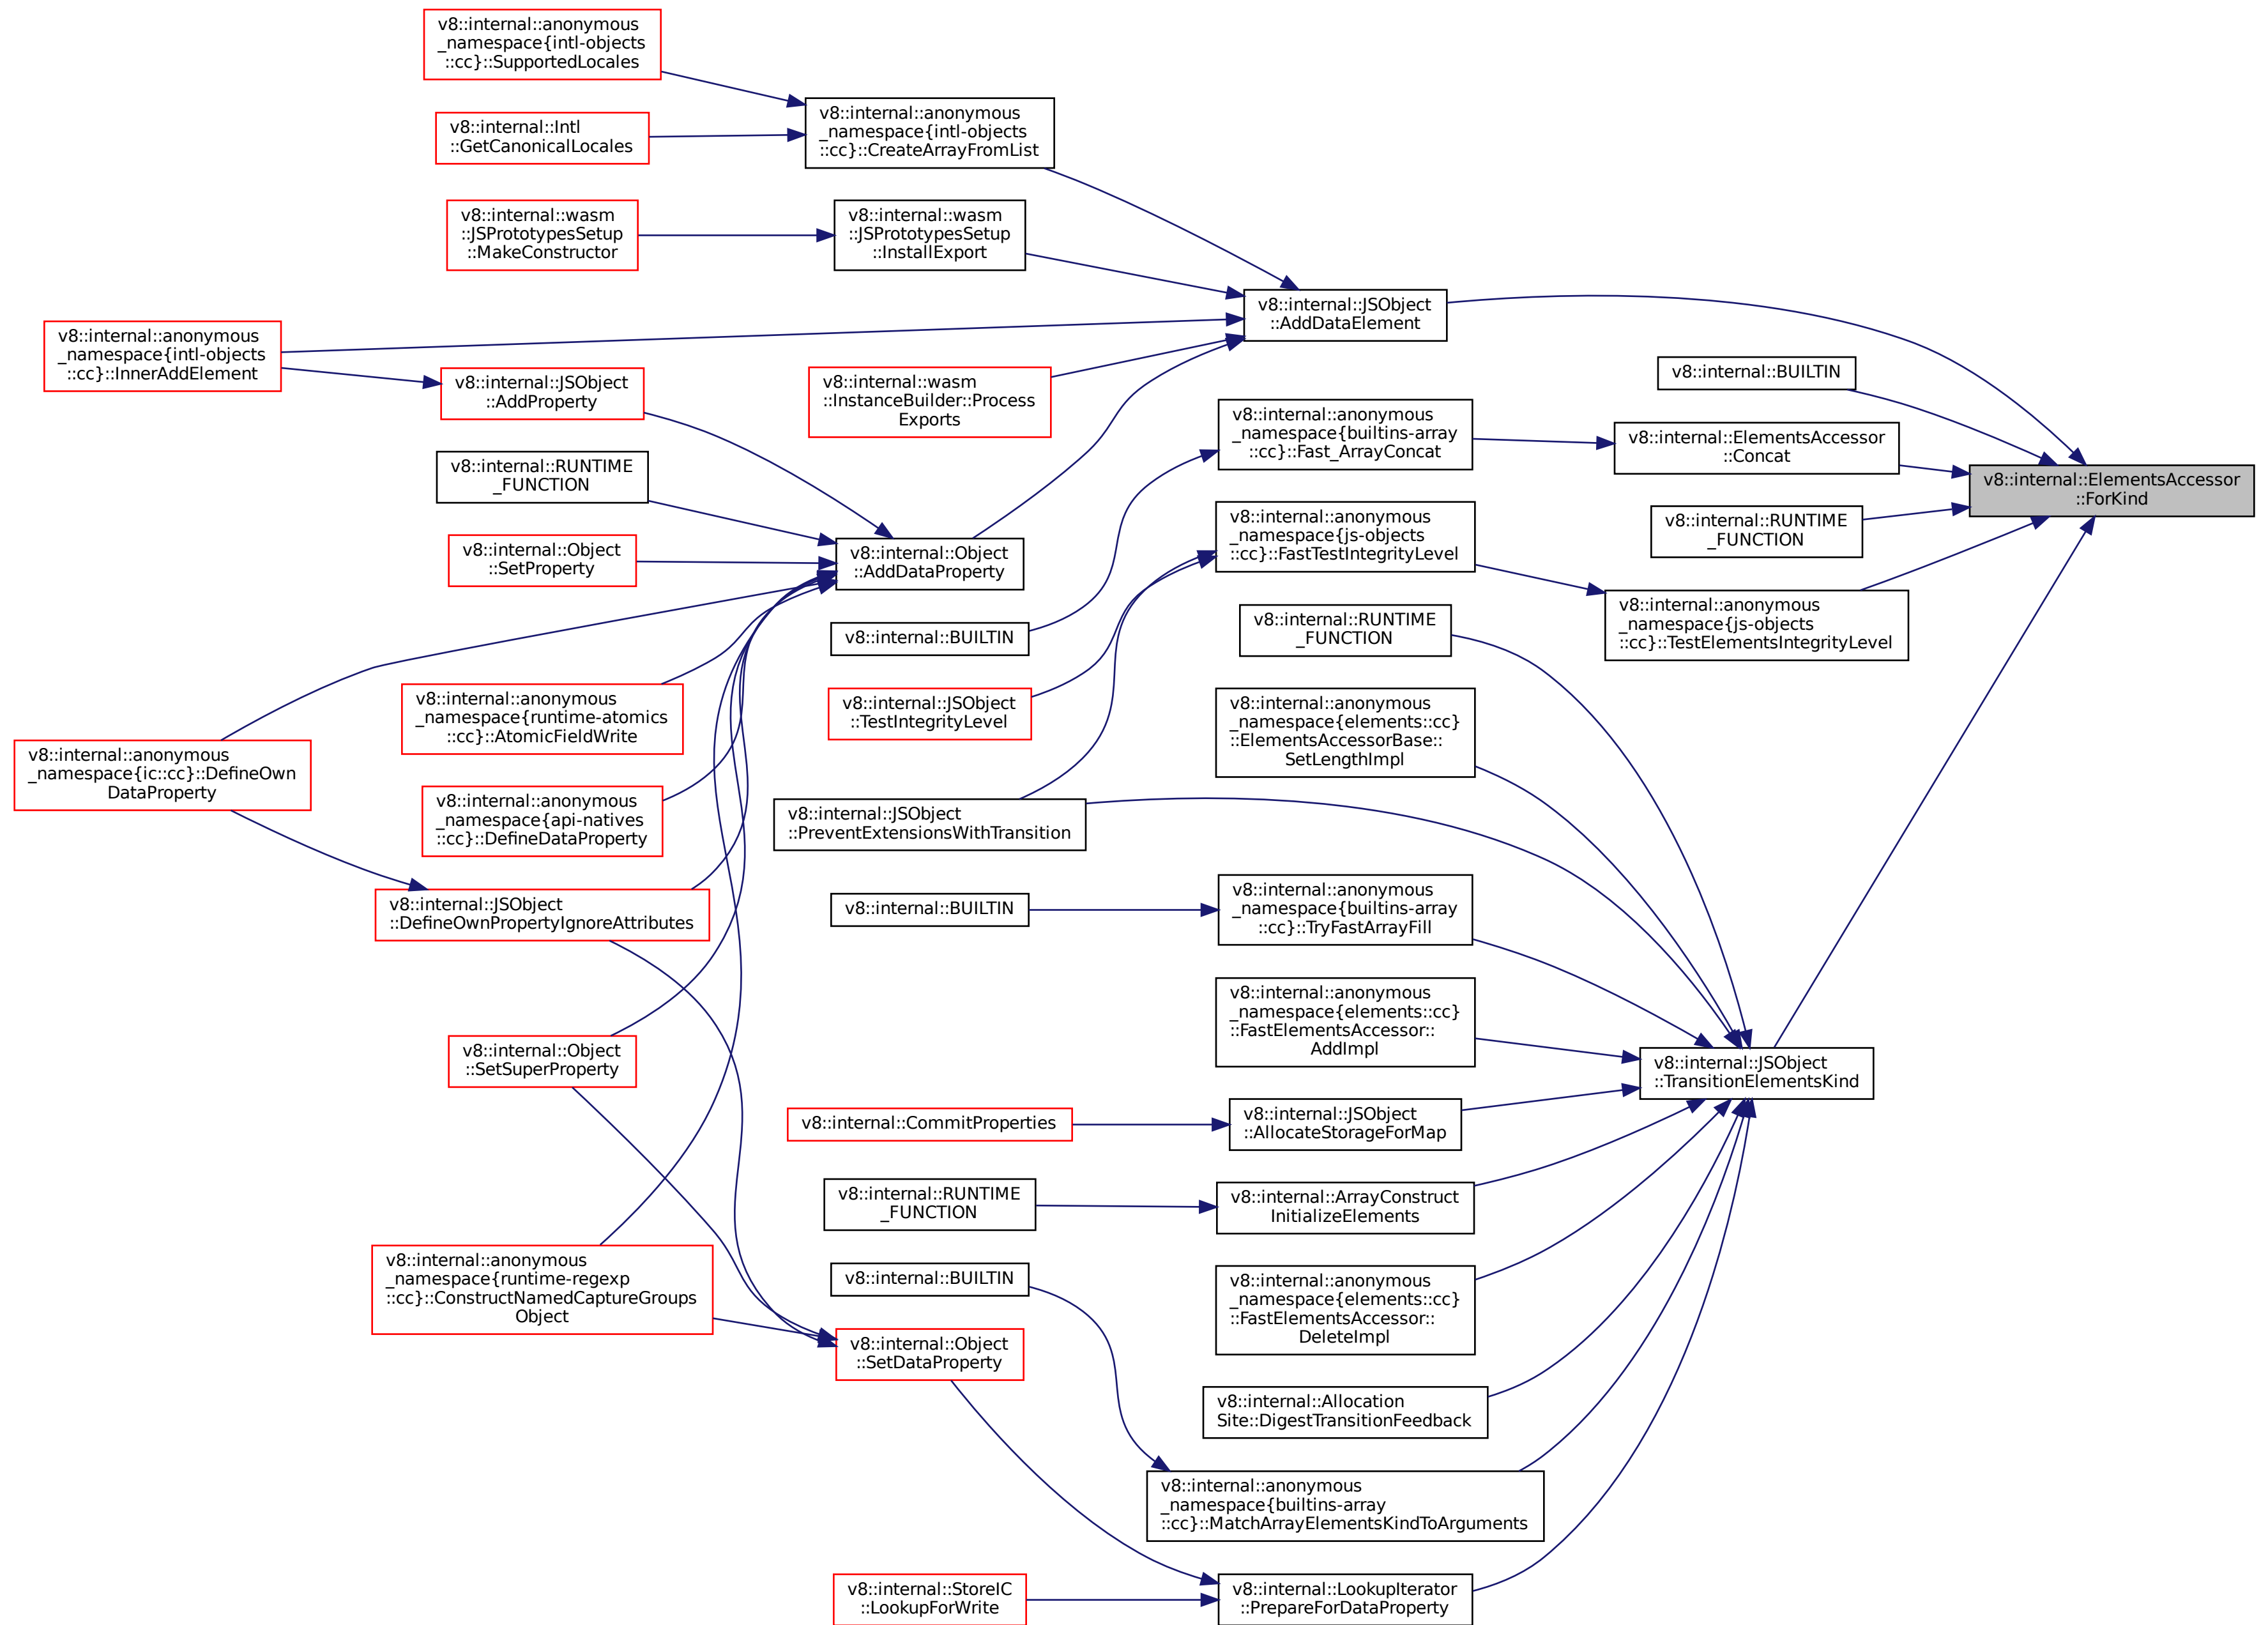 v8::internal::anonymous
_namespace{intl-objects
::cc}::SupportedLocales
v8::internal::Intl
::GetCanonicalLocales
v8::internal::anonymous
_namespace{intl-objects
::cc}::CreateArrayFromList
v8::internal::wasm
::JSPrototypesSetup
::MakeConstructor
v8::internal::wasm
::JSPrototypesSetup
::InstallExport
v8::internal::JSObject
::AddDataElement
v8::internal::anonymous
_namespace{intl-objects
::cc}::InnerAddElement
v8::internal::JSObject
::AddProperty
v8::internal::wasm
::InstanceBuilder::Process
Exports
v8::internal::BUILTIN
v8::internal::anonymous
_namespace{builtins-array
::cc}::Fast_ArrayConcat
v8::internal::ElementsAccessor
::Concat
v8::internal::ElementsAccessor
::ForKind
v8::internal::RUNTIME
_FUNCTION
v8::internal::Object
::SetProperty
v8::internal::Object
::AddDataProperty
v8::internal::anonymous
_namespace{js-objects
::cc}::FastTestIntegrityLevel
v8::internal::RUNTIME
_FUNCTION
v8::internal::BUILTIN
v8::internal::RUNTIME
_FUNCTION
v8::internal::anonymous
_namespace{js-objects
::cc}::TestElementsIntegrityLevel
v8::internal::anonymous
_namespace{runtime-atomics
::cc}::AtomicFieldWrite
v8::internal::JSObject
::TestIntegrityLevel
v8::internal::anonymous
_namespace{elements::cc}
::ElementsAccessorBase::
SetLengthImpl
v8::internal::anonymous
_namespace{ic::cc}::DefineOwn
DataProperty
v8::internal::anonymous
_namespace{api-natives
::cc}::DefineDataProperty
v8::internal::JSObject
::PreventExtensionsWithTransition
v8::internal::JSObject
::DefineOwnPropertyIgnoreAttributes
v8::internal::BUILTIN
v8::internal::anonymous
_namespace{builtins-array
::cc}::TryFastArrayFill
v8::internal::anonymous
_namespace{elements::cc}
::FastElementsAccessor::
AddImpl
v8::internal::Object
::SetSuperProperty
v8::internal::JSObject
::TransitionElementsKind
v8::internal::CommitProperties
v8::internal::JSObject
::AllocateStorageForMap
v8::internal::RUNTIME
_FUNCTION
v8::internal::ArrayConstruct
InitializeElements
v8::internal::anonymous
_namespace{runtime-regexp
::cc}::ConstructNamedCaptureGroups
Object
v8::internal::BUILTIN
v8::internal::anonymous
_namespace{elements::cc}
::FastElementsAccessor::
DeleteImpl
v8::internal::Object
::SetDataProperty
v8::internal::Allocation
Site::DigestTransitionFeedback
v8::internal::anonymous
_namespace{builtins-array
::cc}::MatchArrayElementsKindToArguments
v8::internal::StoreIC
::LookupForWrite
v8::internal::LookupIterator
::PrepareForDataProperty